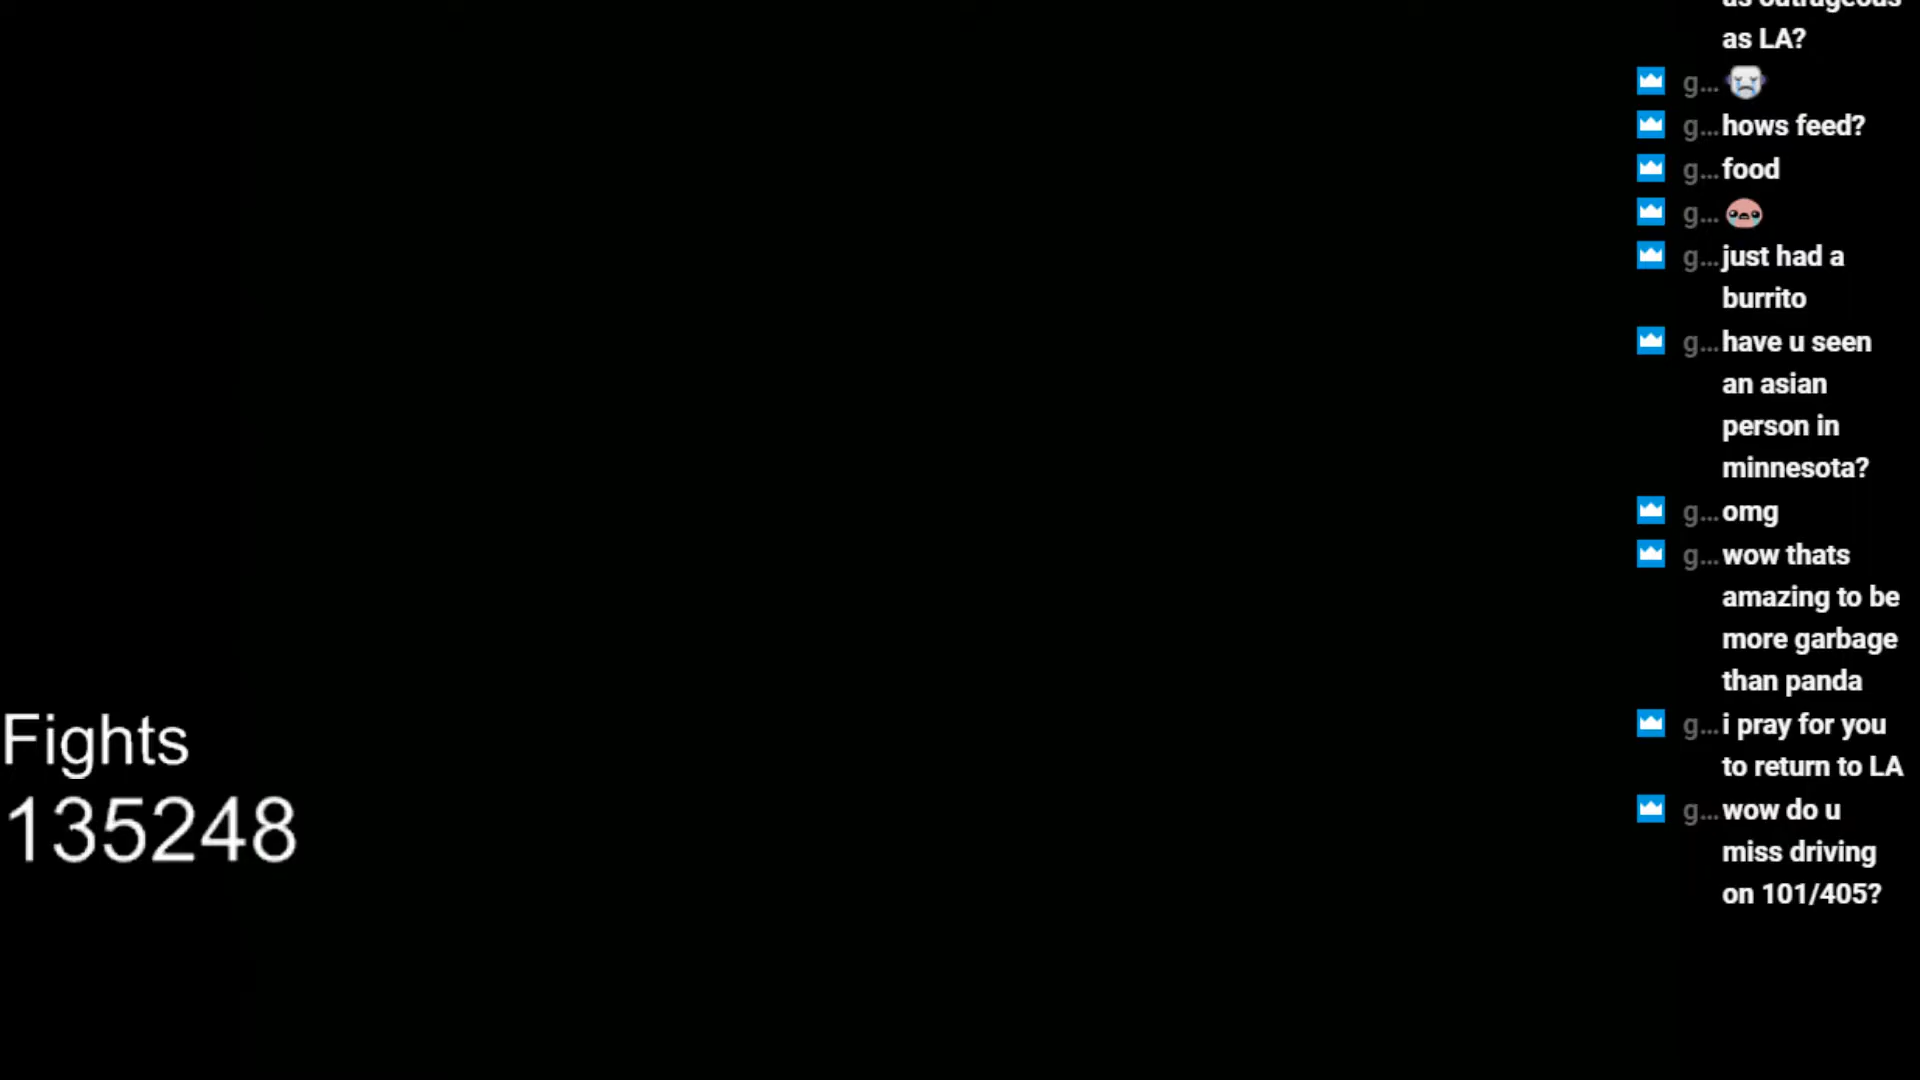 as outrageous
as LA?
g...
g... hows feed?
g... food
g...
g... just had a
burrito
g... have u seen
an asian
person in
minnesota?
g... omg
g... wow thats
amazing to be
more garbage
than panda
g... i pray for you
to return to LA
g... wow do u
miss driving
on 101/405?
Fights
135248